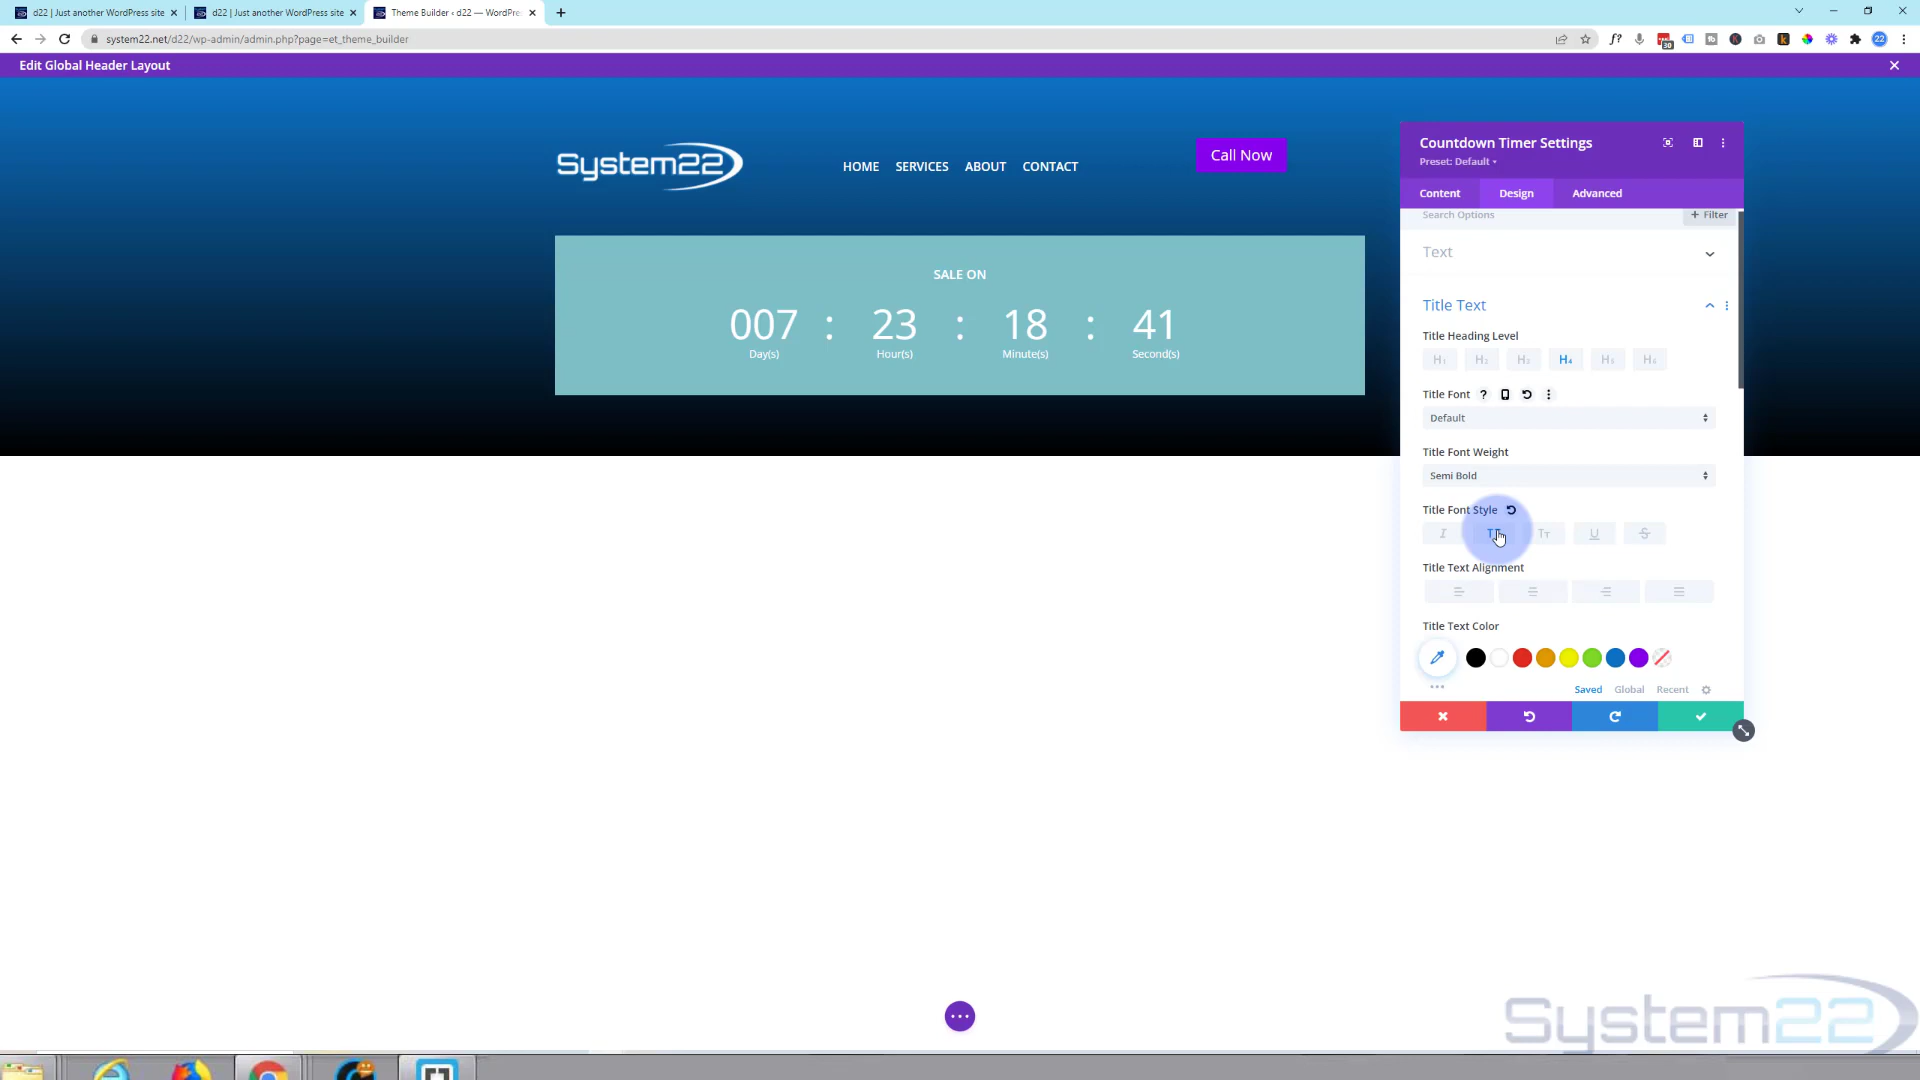 d22 | Just another WordPress site
d22 | Just another WordPress site
Theme Builder ‹ d22 — WordPre
system22.net/d22/wp-admin/admin.php?page=et_theme_builder
f?
30
22
Edit Global Header Layout
System22
HOME
SERVICES
ABOUT
CONTACT
Call Now
SALE ON
007 : 23 : 18 : 41
Day(s)
Hour(s)
Minute(s)
Second(s)
Countdown Timer Settings
Preset: Default
Content
Design
Advanced
Search Options
+ Filter
Text
Title Text
Title Heading Level
H1 H2 H3 H4 H5 H6
Title Font
Default
Title Font Weight
Semi Bold
Title Font Style
I TT Tт U S
Title Text Alignment
Title Text Color
Saved
Global
Recent
System22